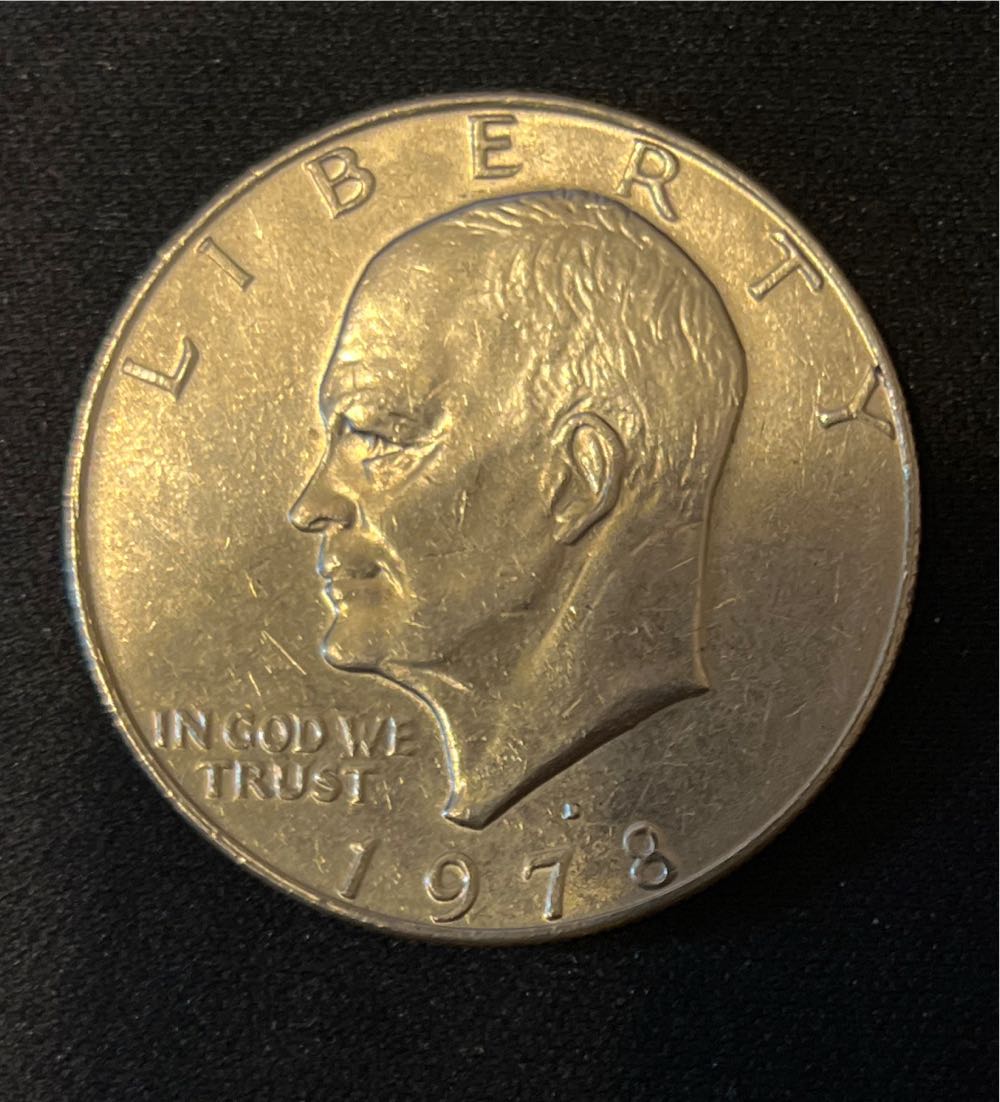 LIBERTY
IN GOD WE
TRUST
1978